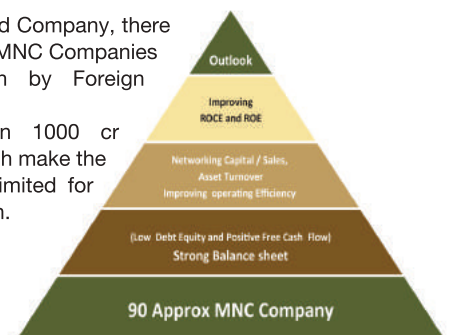 d Company, there
MNC Companies
n by Foreign
n 1000 cr
h make the
imited for
n.
Outlook
Improving
ROCE and ROE
Networking Capital / Sales,
Asset Turnover
Improving operating Efficiency
(Low Debt Equity and Positive Free Cash Flow)
Strong Balance sheet
90 Approx MNC Company